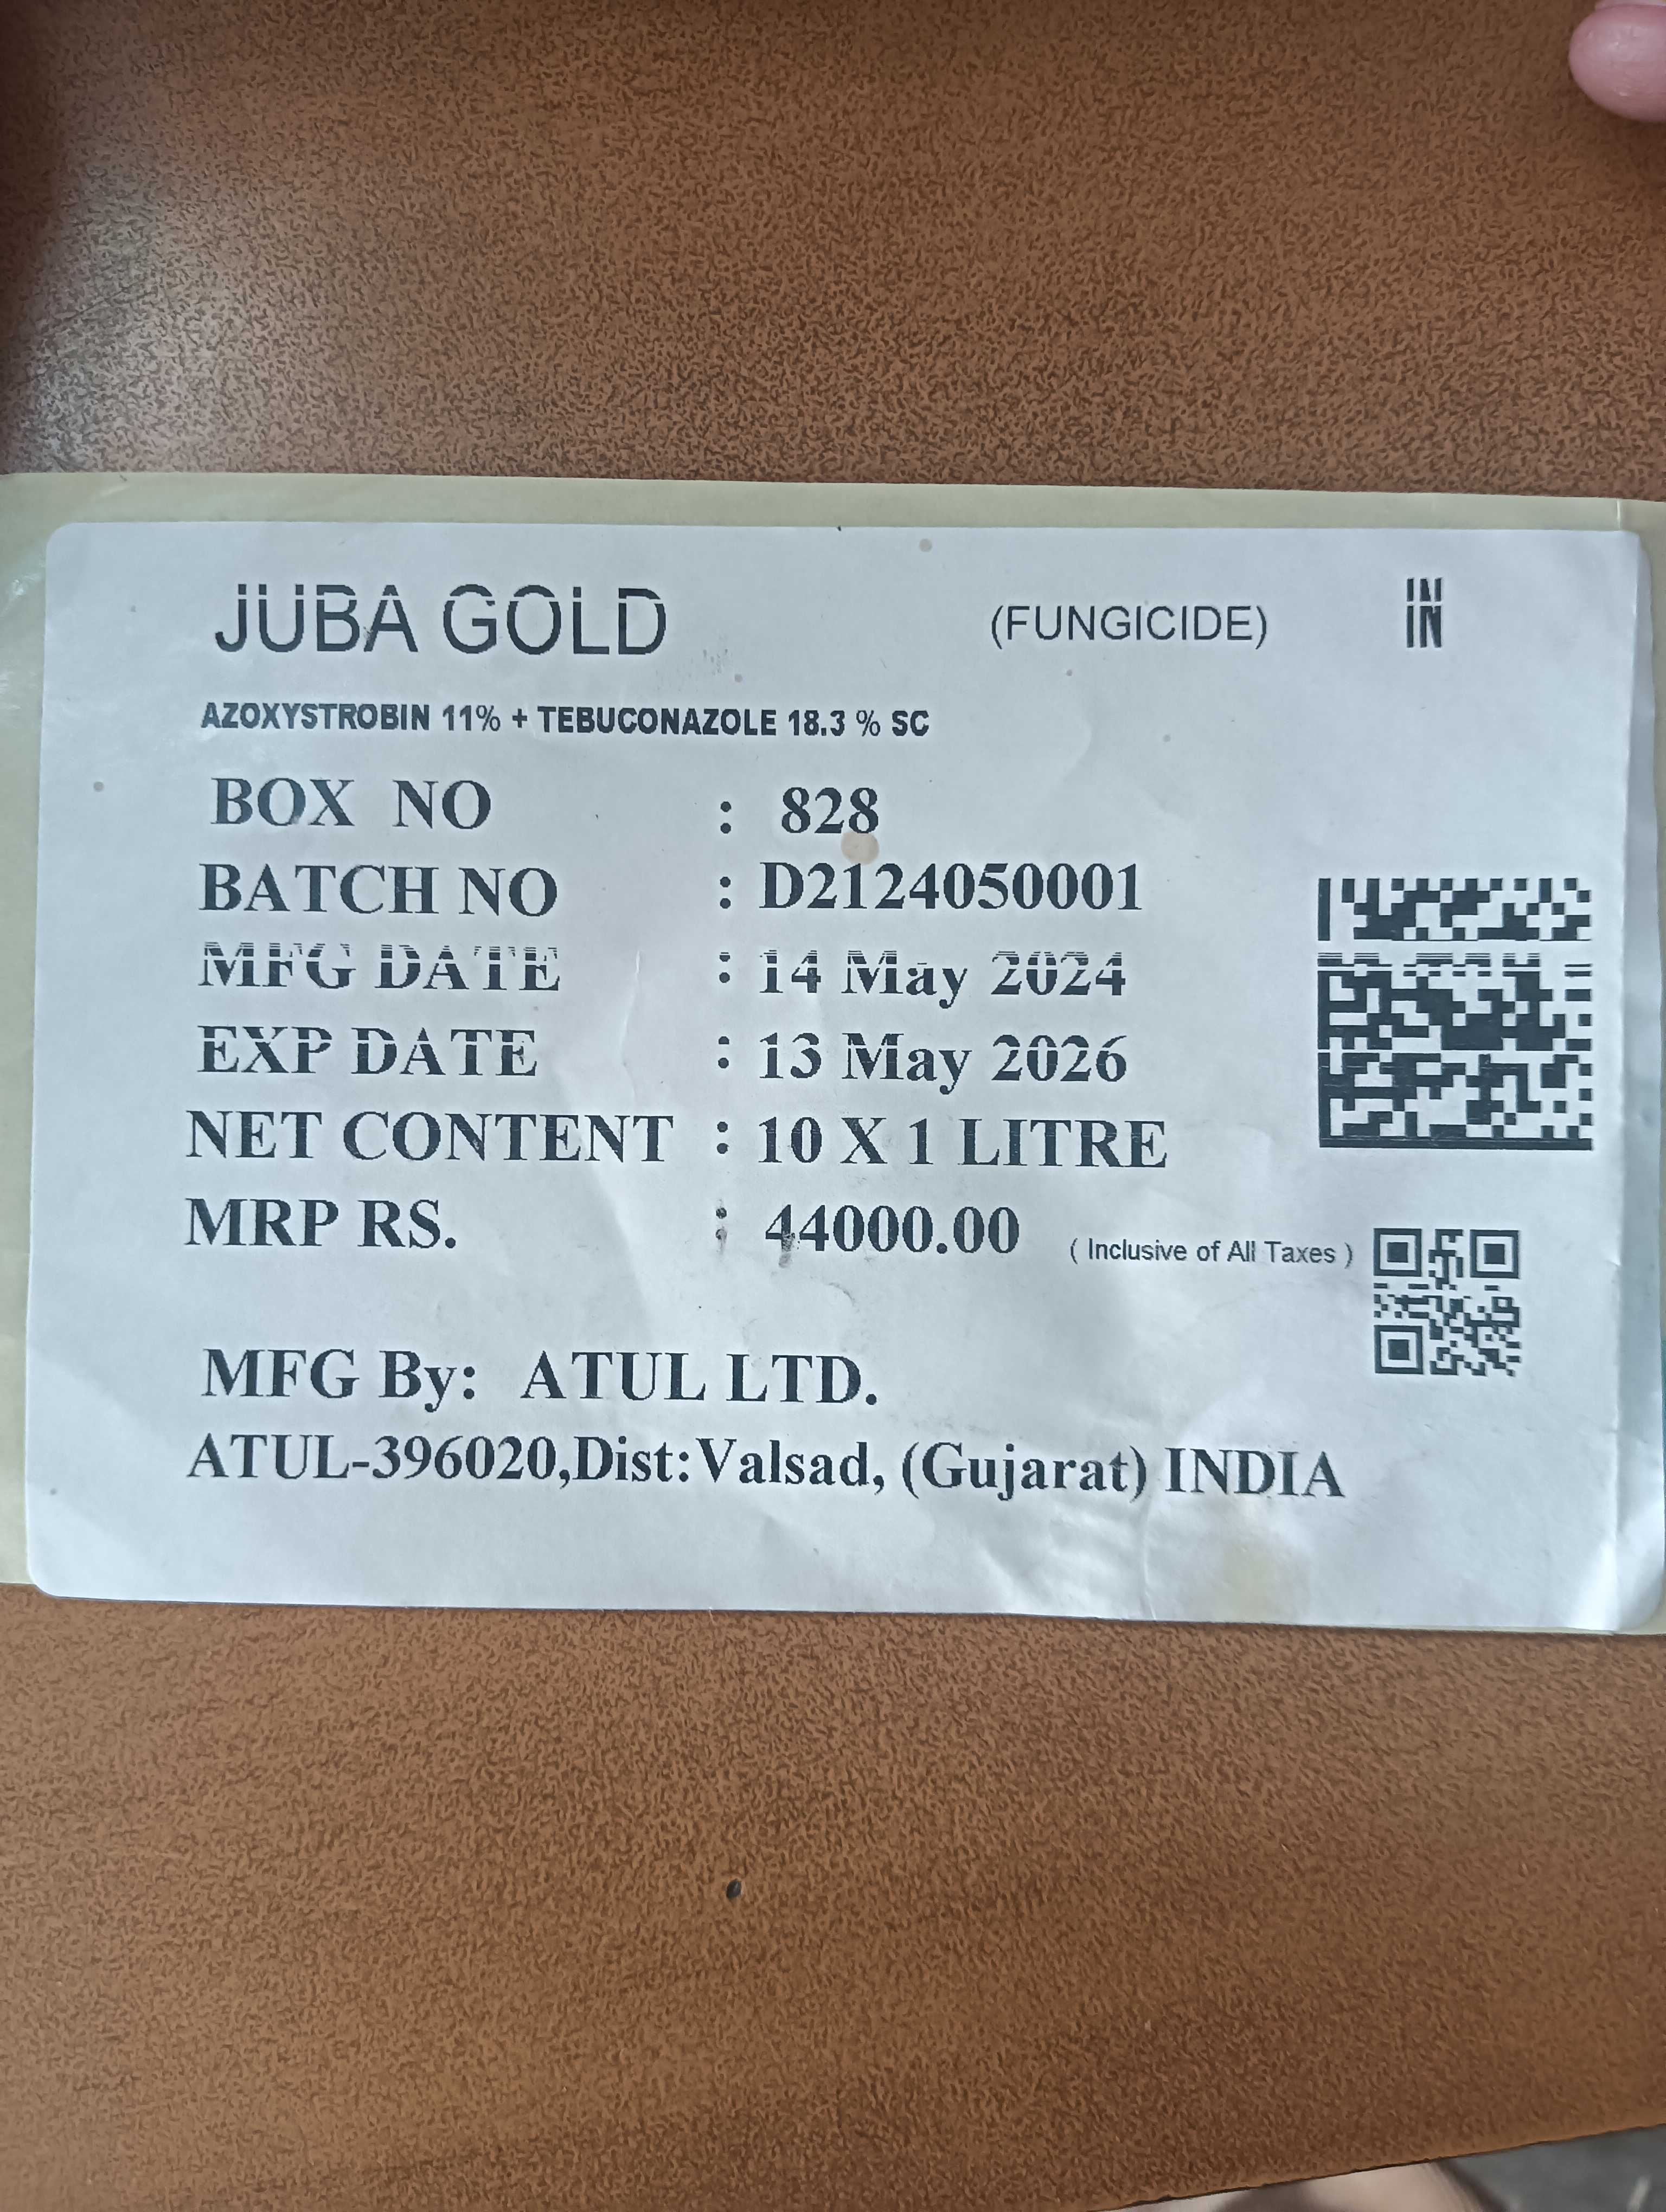 JUBA GOLD (FUNGICIDE) IN
AZOXYSTROBIN 11% + TEBUCONAZOLE 18.3 % SC
BOX NO : 828
BATCH NO : D2124050001
MFG DATE : 14 May 2024
EXP DATE : 13 May 2026
NET CONTENT : 10 X 1 LITRE
MRP RS. : 44000.00 ( Inclusive of All Taxes )
MFG By: ATUL LTD.
ATUL-396020,Dist:Valsad, (Gujarat) INDIA